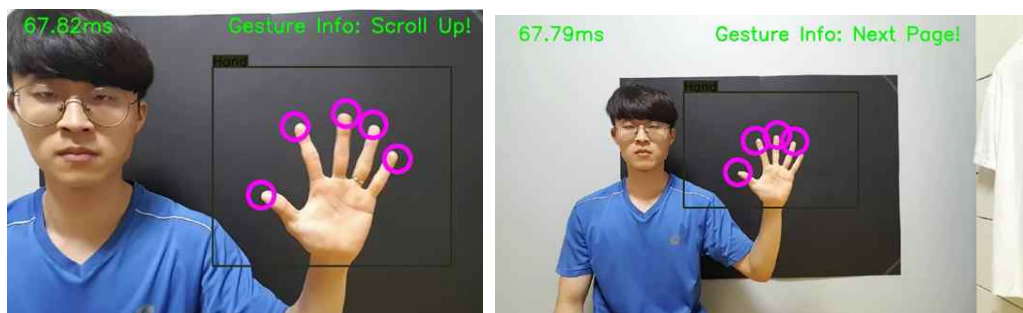 67.82ms
Gesture Info: Scroll Up!
Hand
67.79ms
Gesture Info: Next Page!
Hand